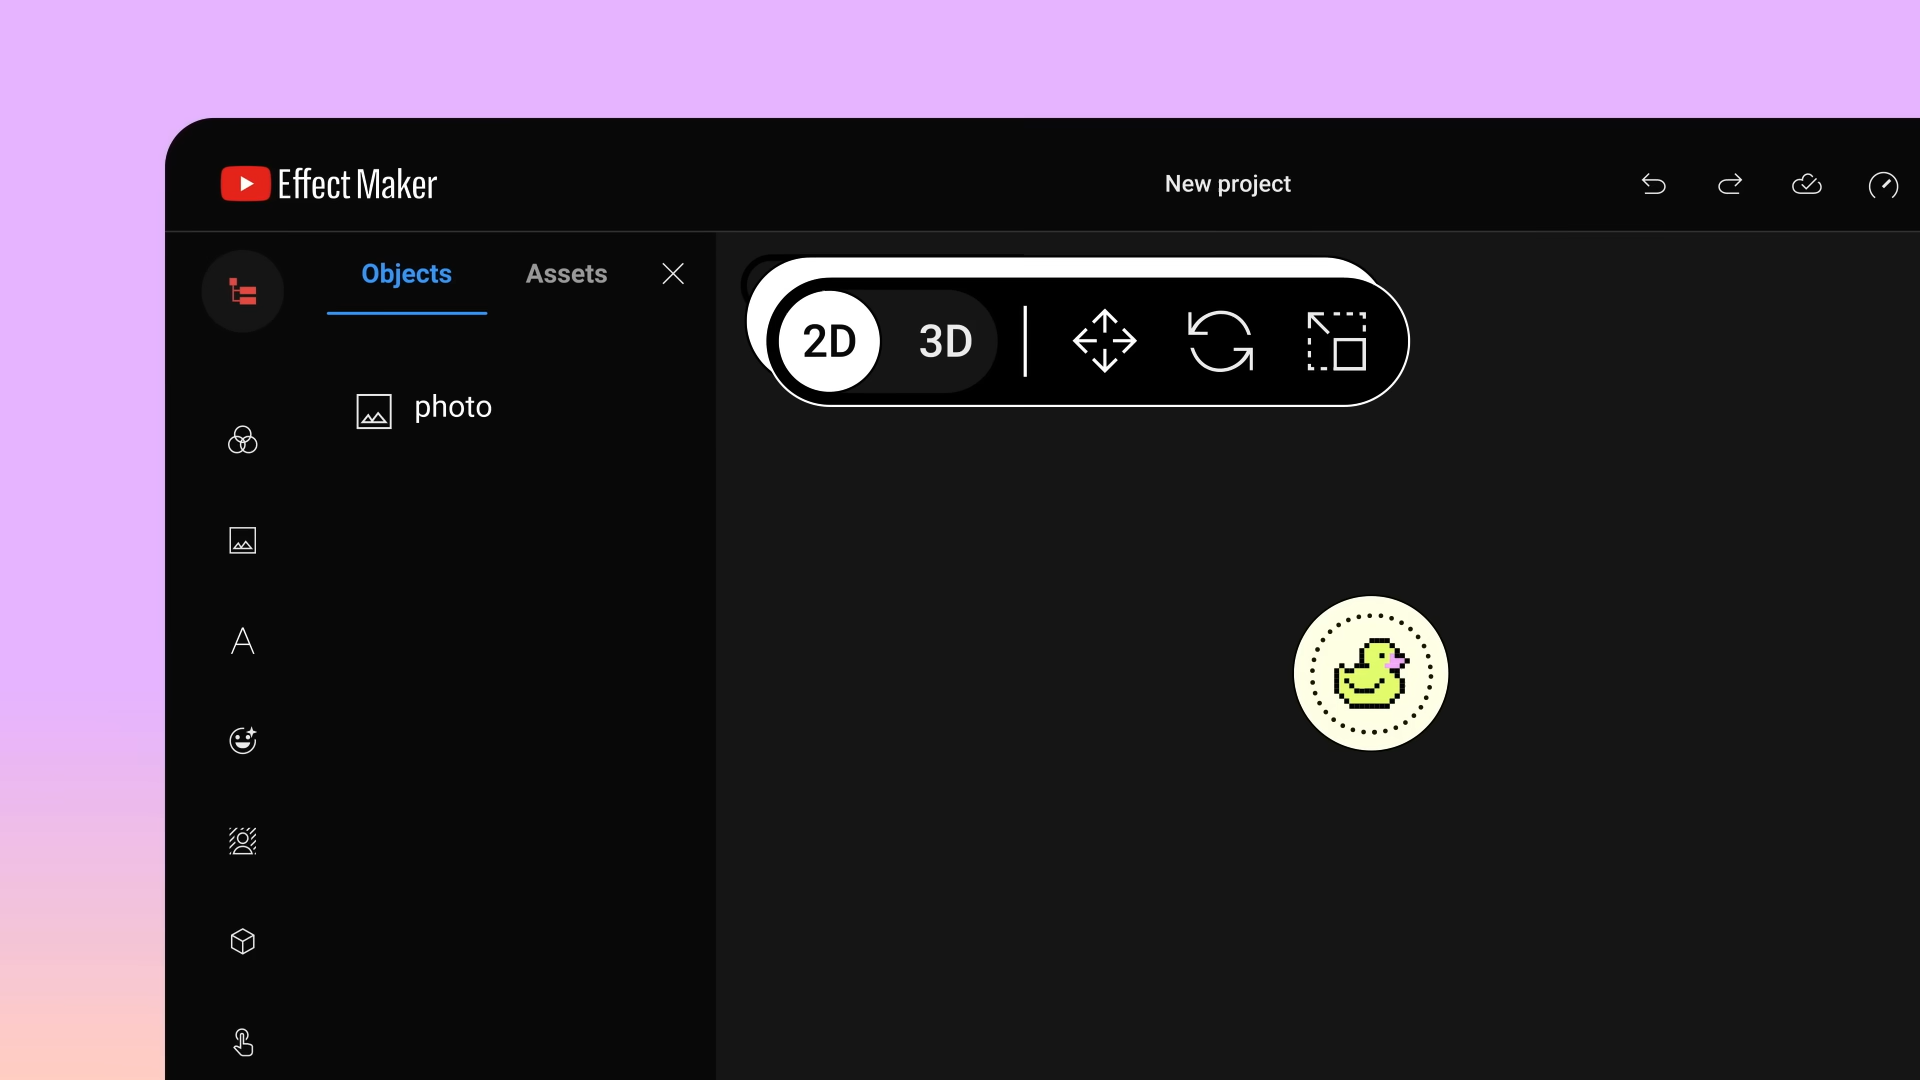 Effect Maker
New project
Objects
Assets
2D
3D
photo